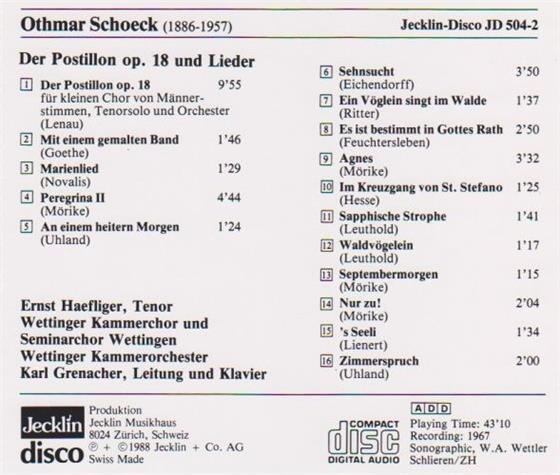 Othmar Schoeck (1886-1957)
Jecklin-Disco JD 504-2
Der Postillon op. 18 und Lieder
1 Der Postillon op. 18 9'55
für kleinen Chor von Männer-
stimmen, Tenorsolo und Orchester
(Lenau)
2 Mit einem gemalten Band 1'46
(Goethe)
3 Marienlied 1'29
(Novalis)
4 Peregrina II 4'44
(Mörike)
5 An einem heitern Morgen 1'24
(Uhland)
6 Sehnsucht 3'50
(Eichendorff)
7 Ein Vöglein singt im Walde 1'37
(Ritter)
8 Es ist bestimmt in Gottes Rath 2'50
(Feuchtersleben)
9 Agnes 3'32
(Mörike)
10 Im Kreuzgang von St. Stefano 1'25
(Hesse)
11 Sapphische Strophe 1'41
(Leuthold)
12 Waldvögelein 1'17
(Leuthold)
13 Septembermorgen 1'15
(Mörike)
14 Nur zu! 2'04
(Mörike)
15 's Seeli 1'34
(Lienert)
16 Zimmerspruch 2'00
(Uhland)
Ernst Haefliger, Tenor
Wettinger Kammerchor und
Seminarchor Wettingen
Wettinger Kammerorchester
Karl Grenacher, Leitung und Klavier
Jecklin
disco
Produktion
Jecklin Musikhaus
8024 Zürich, Schweiz
℗ + ©1988 Jecklin + Co. AG
Swiss Made
COMPACT
disc
DIGITAL AUDIO
ADD
Playing Time: 43'10
Recording: 1967
Sonographic, W.A. Wettler
Schlieren/ZH